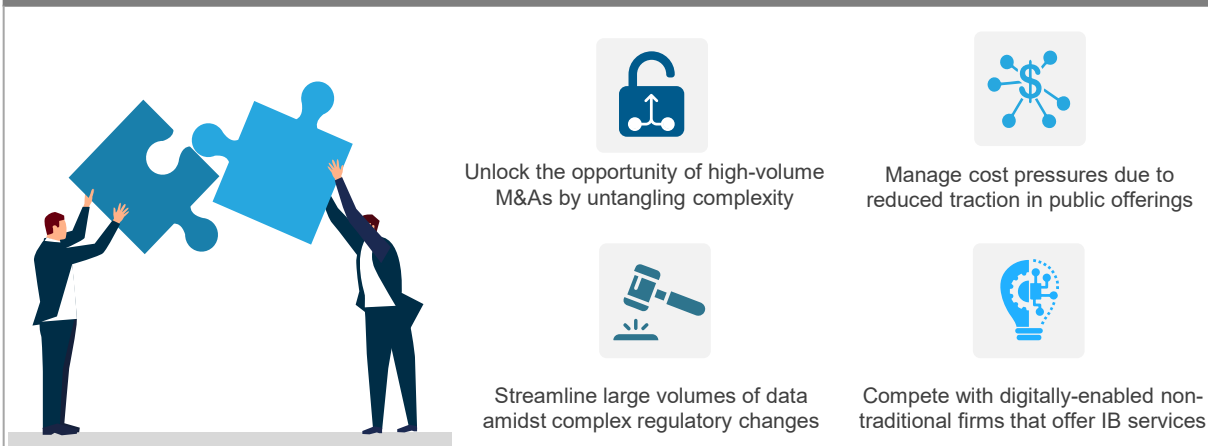 Unlock the opportunity of high-volume
M&As by untangling complexity
$
Manage cost pressures due to
reduced traction in public offerings
Streamline large volumes of data
amidst complex regulatory changes
Compete with digitally-enabled non-
traditional firms that offer IB services